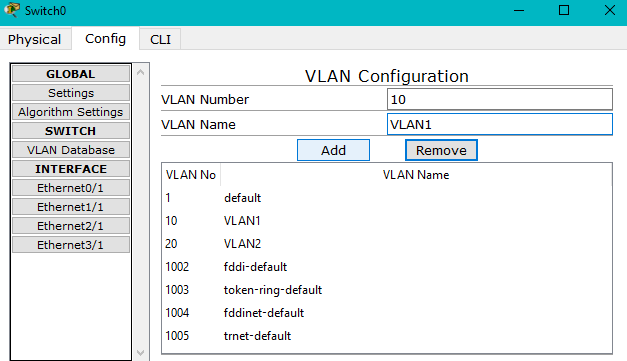 Switch0
Physical Config CLI
GLOBAL
Settings
Algorithm Settings
SWITCH
VLAN Database
INTERFACE
Ethernet0/1
Ethernet1/1
Ethernet2/1
Ethernet3/1
VLAN Configuration
VLAN Number 10
VLAN Name VLAN1
Add Remove
VLAN No VLAN Name
1 default
10 VLAN1
20 VLAN2
1002 fddi-default
1003 token-ring-default
1004 fddinet-default
1005 trnet-default